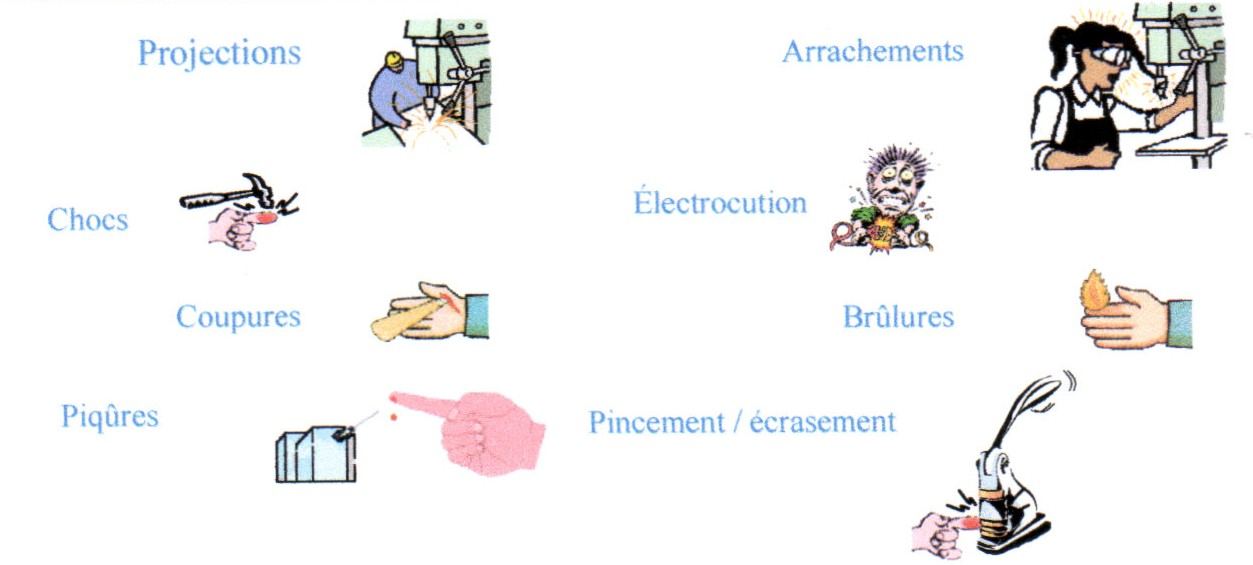 Projections
Arrachements
Chocs
Électrocution
Coupures
Brûlures
Piqûres
Pincement / écrasement